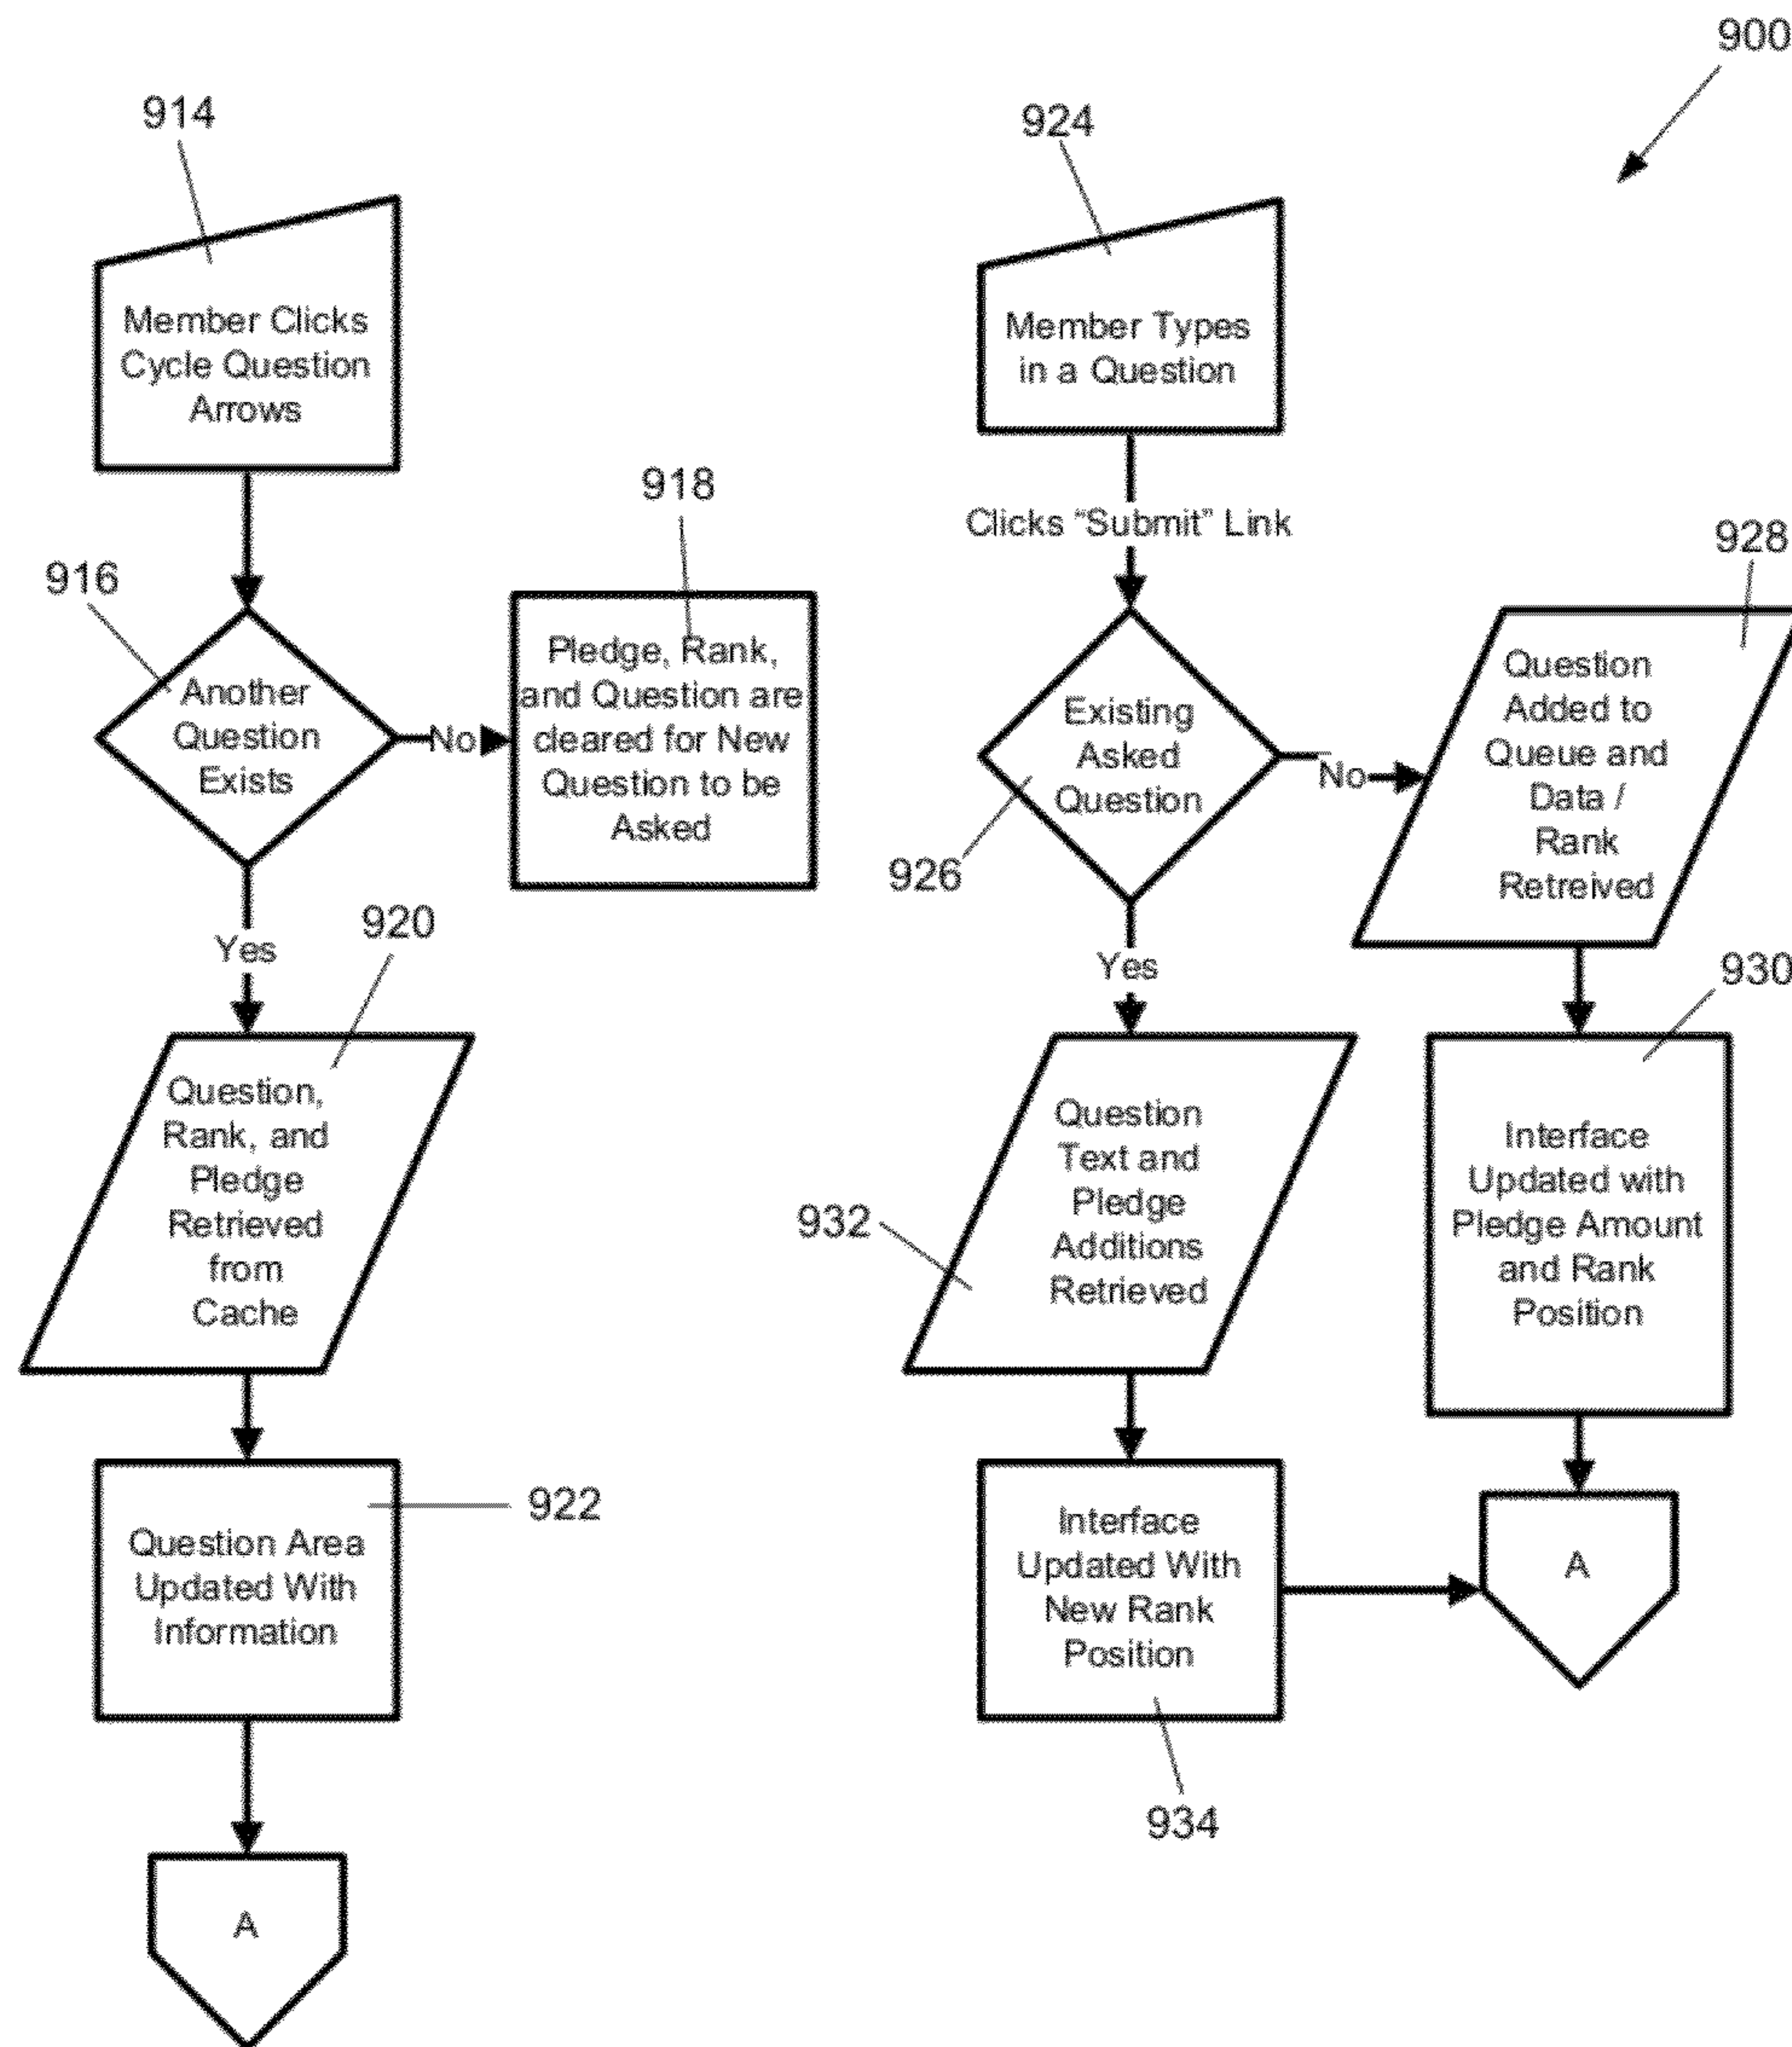 900
914
Member Clicks
Cycle Question
Arrows
916
Another
Question
Exists
No
918
Pledge, Rank,
and Question are
cleared for New
Question to be
Asked
Yes
920
Question,
Rank, and
Pledge
Retrieved
from
Cache
922
Question Area
Updated With
Information
A
924
Member Types
in a Question
Clicks “Submit” Link
926
Existing
Asked
Question
No
928
Question
Added to
Queue and
Data /
Rank
Retreived
930
Interface
Updated with
Pledge Amount
and Rank
Position
Yes
932
Question
Text and
Pledge
Additions
Retrieved
Interface
Updated With
New Rank
Position
934
A